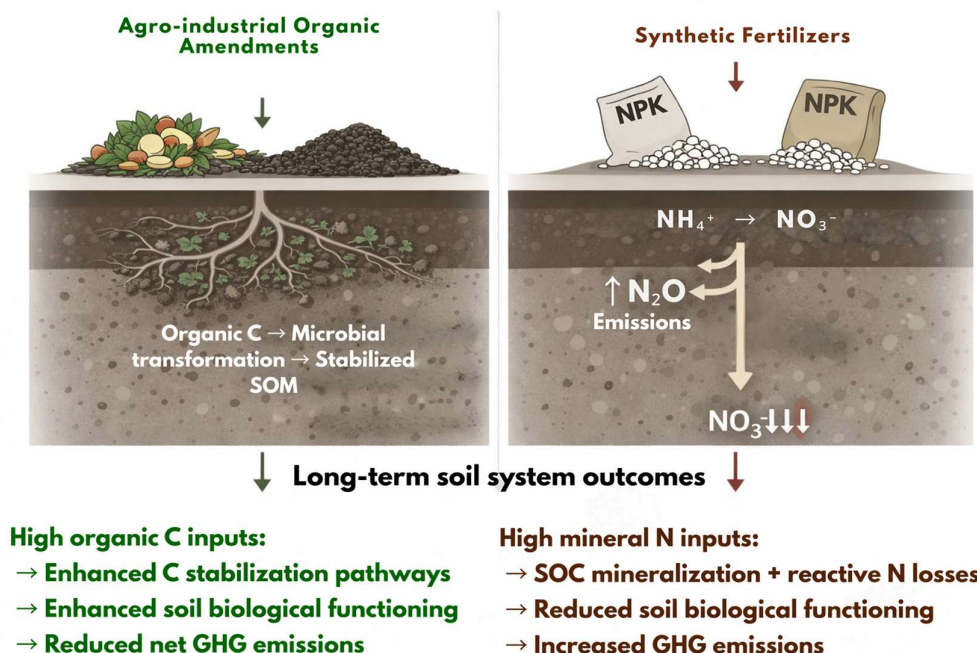 Agro-industrial Organic
Amendments
Synthetic Fertilizers
NPK
NPK
NH₄⁺ → NO₃⁻
↑ N₂O
Emissions
Organic C → Microbial
transformation → Stabilized
SOM
NO₃⁻↓↓↓
Long-term soil system outcomes
High organic C inputs:
→ Enhanced C stabilization pathways
→ Enhanced soil biological functioning
→ Reduced net GHG emissions
High mineral N inputs:
→ SOC mineralization + reactive N losses
→ Reduced soil biological functioning
→ Increased GHG emissions